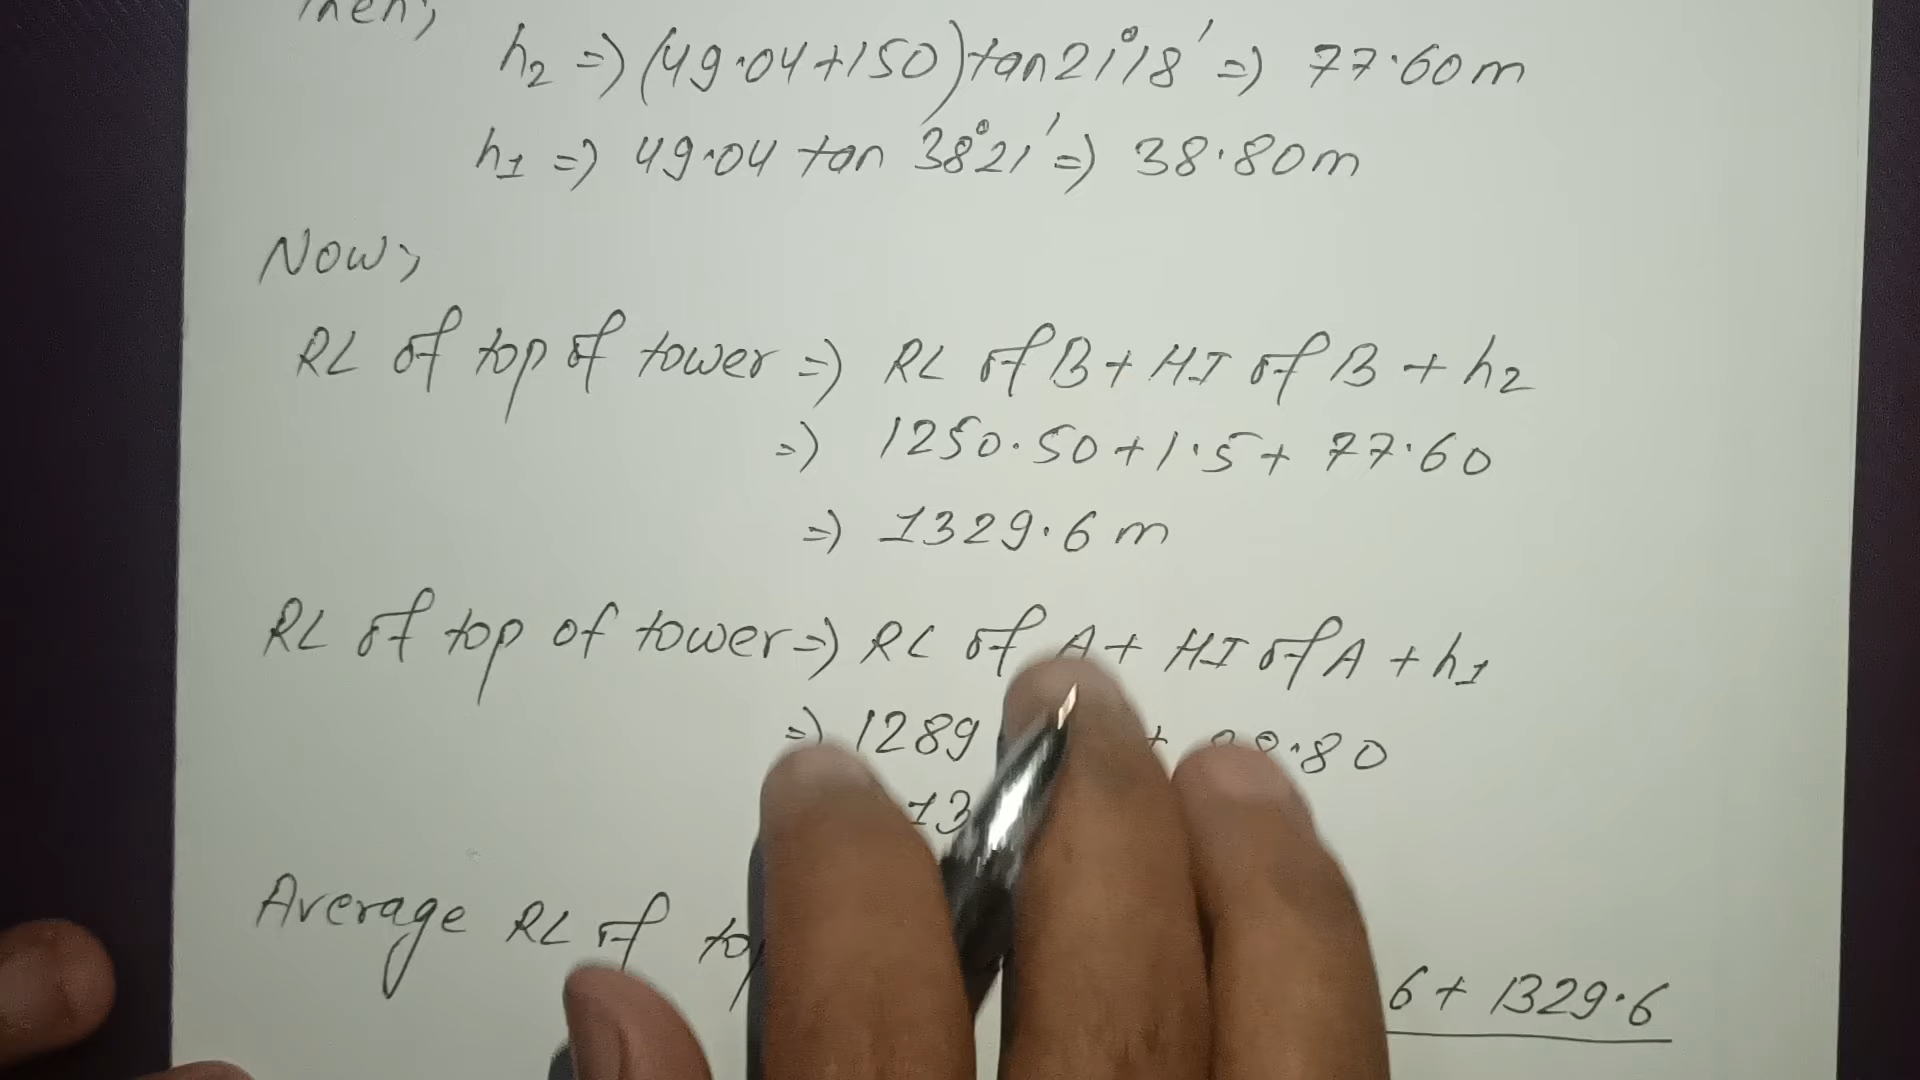 Then,
h2 => (49.04+150)tan21°18' => 77.60m
h1 => 49.04 tan 38°21' => 38.80m
Now,
RL of top of tower => RL of B + HI of B + h2
=> 1250.50+1.5+ 77.60
=> 1329.6 m
RL of top of tower => RL of A + HI of A + h1
=> 1289 + .80
13
Average RL of
6 + 1329.6